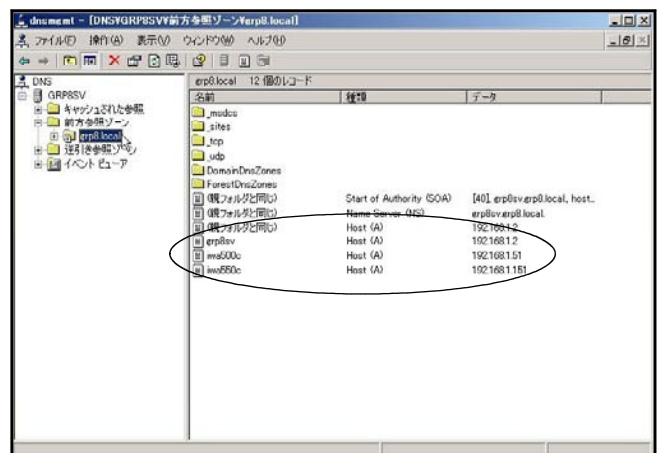 dnsmgmt - [DNS¥GRP8SV¥前方参照ゾーン¥grp8.local]
ファイル(F) 操作(A) 表示(V) ウィンドウ(W) ヘルプ(H)
DNS
GRP8SV
キャッシュされた参照
前方参照ゾーン
grp8.local
逆引き参照ゾーン
イベント ビューア
grp8.local 12 個のレコード
名前 種類 データ
_msdcs
_sites
_tcp
_udp
DomainDnsZones
ForestDnsZones
(親フォルダと同じ) Start of Authority (SOA) [40], grp8sv.grp8.local, host...
(親フォルダと同じ) Name Server (NS) grp8sv.grp8.local.
(親フォルダと同じ) Host (A) 192.168.1.2
grp8sv Host (A) 192.168.1.2
iwa500c Host (A) 192.168.1.51
iwa550c Host (A) 192.168.1.151